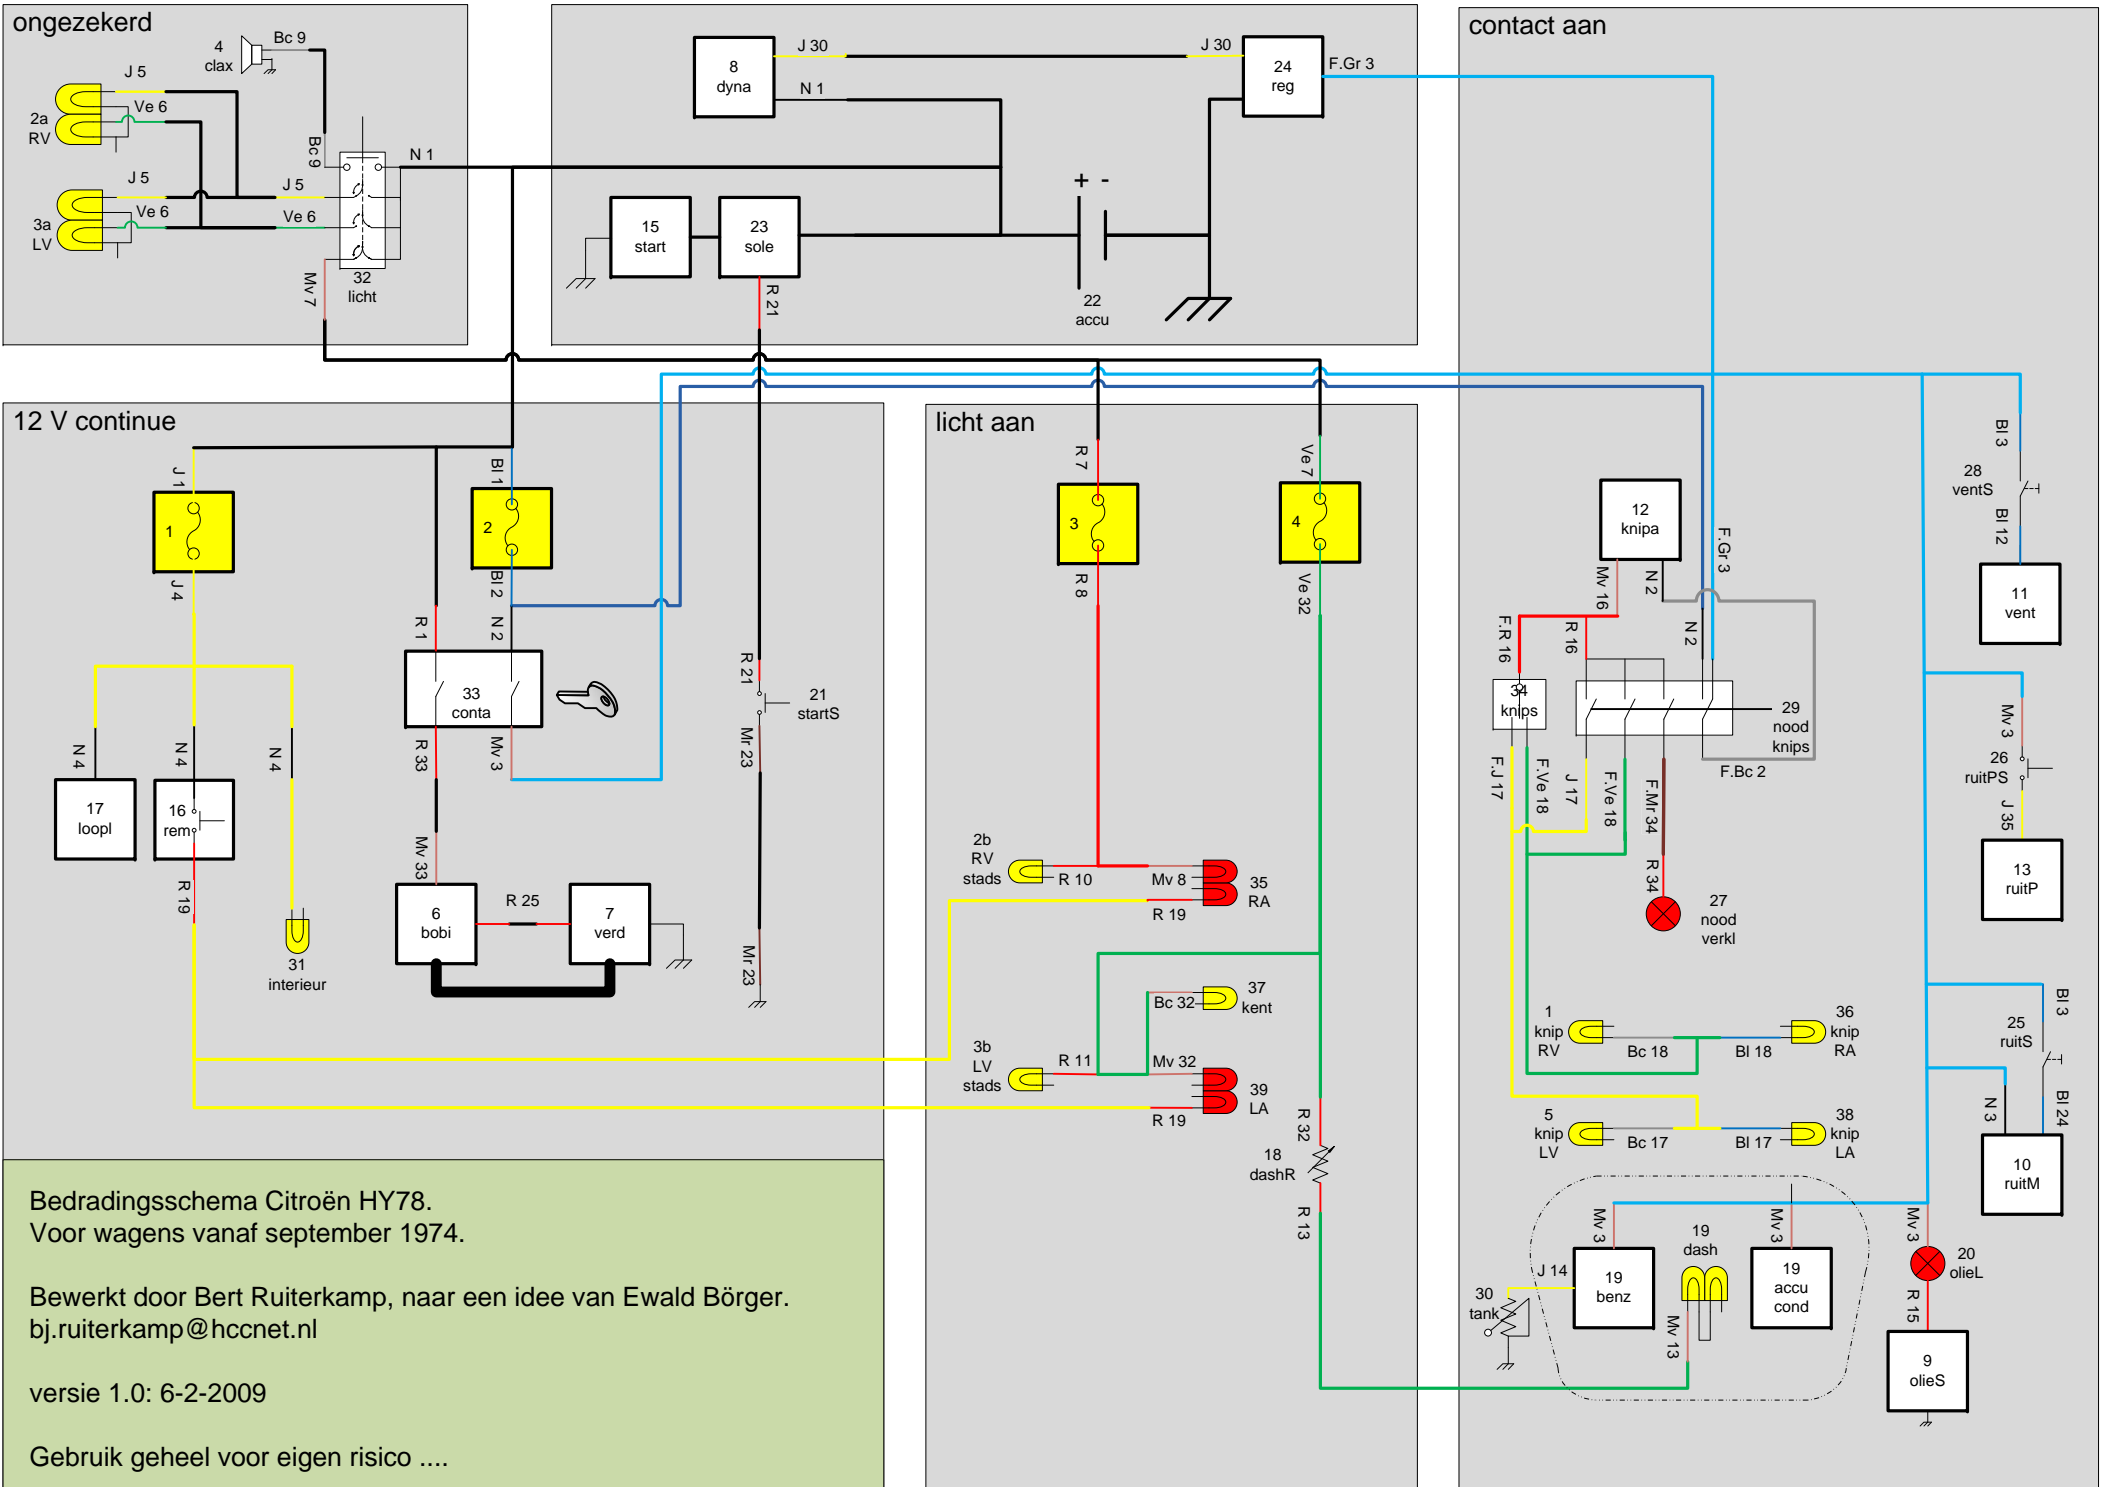 ongezekerd
4
clax
Bc 9
J 5
Ve 6
2a
RV
Bc 9
N 1
J 5
J 5
Ve 6
Ve 6
3a
LV
Mv 7
32
licht
8
dyna
J 30
J 30
N 1
24
reg
F.Gr 3
15
start
23
sole
R 21
+ -
22
accu
contact aan
Bl 3
28
ventS
Bl 12
11
vent
12
knipa
Mv 16
N 2
F.Gr 3
F.R 16
R 16
N 2
34
knips
29
nood
knips
F.Bc 2
F.J 17
F.Ve 18
J 17
F.Ve 18
F.Mr 34
R 34
27
nood
verkl
Mv 3
26
ruitPS
J 35
13
ruitP
1
knip
RV
Bc 18
Bl 18
36
knip
RA
5
knip
LV
Bc 17
Bl 17
38
knip
LA
Bl 3
25
ruitS
N 3
Bl 24
10
ruitM
Mv 3
19
dash
Mv 3
Mv 3
J 14
19
benz
19
accu
cond
20
olieL
30
tank
Mv 13
R 15
9
olieS
12 V continue
J 1
1
J 4
Bl 1
2
Bl 2
R 1
N 2
33
conta
R 33
Mv 3
R 21
21
startS
Mr 23
N 4
N 4
N 4
17
loopl
16
rem
R 19
31
interieur
Mv 33
6
bobi
R 25
7
verd
Mr 23
licht aan
R 7
3
R 8
Ve 7
4
Ve 32
2b
RV
stads
R 10
Mv 8
35
RA
R 19
Bc 32
37
kent
3b
LV
stads
R 11
Mv 32
39
LA
R 19
R 32
18
dashR
R 13
Bedradingsschema Citroën HY78.
Voor wagens vanaf september 1974.
Bewerkt door Bert Ruiterkamp, naar een idee van Ewald Börger.
bj.ruiterkamp@hccnet.nl
versie 1.0: 6-2-2009
Gebruik geheel voor eigen risico ....